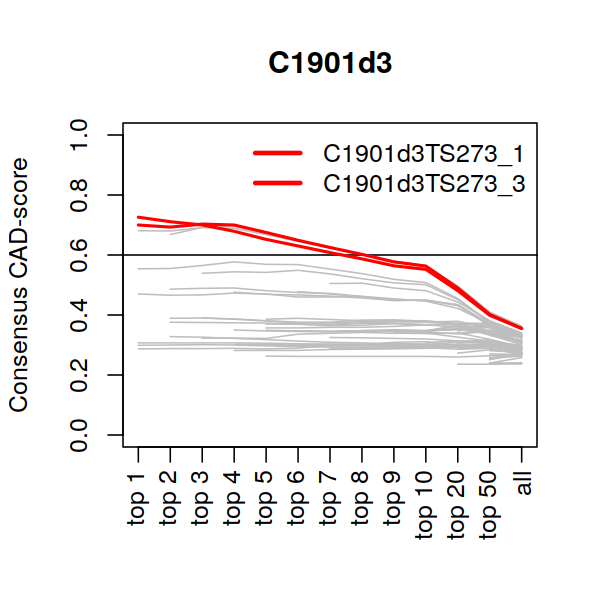 C1901d3
C1901d3TS273_1
C1901d3TS273_3
Consensus CAD-score
1.0
0.8
0.6
0.4
0.2
0.0
top 1
top 2
top 3
top 4
top 5
top 6
top 7
top 8
top 9
top 10
top 20
top 50
all